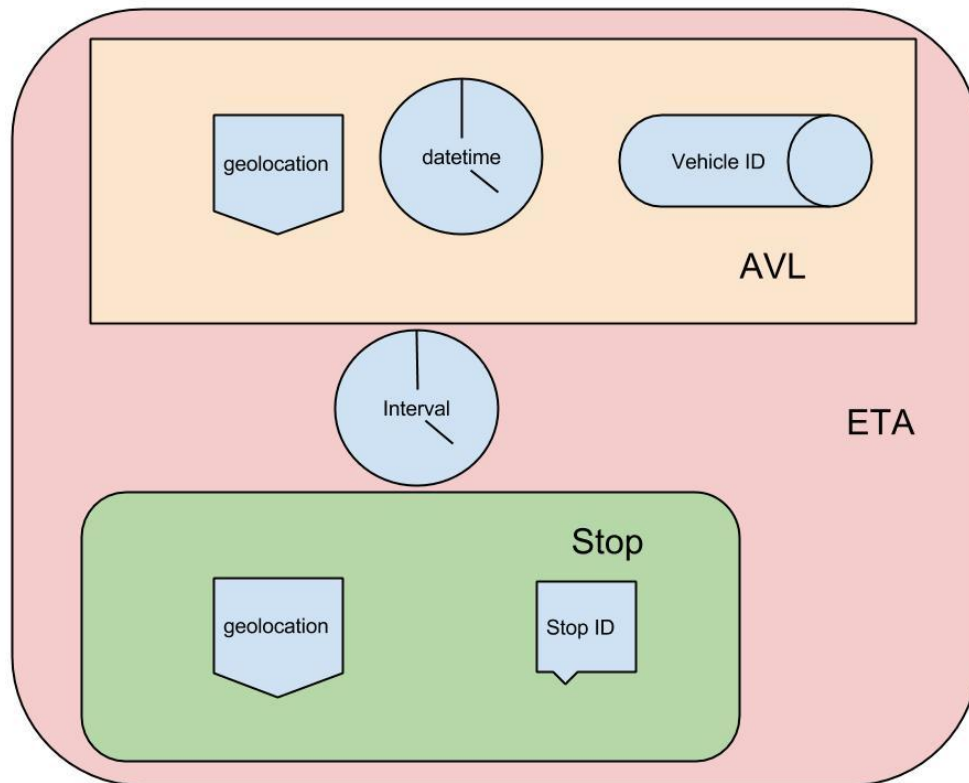 geolocation
datetime
Vehicle ID
AVL
Interval
ETA
Stop
geolocation
Stop ID